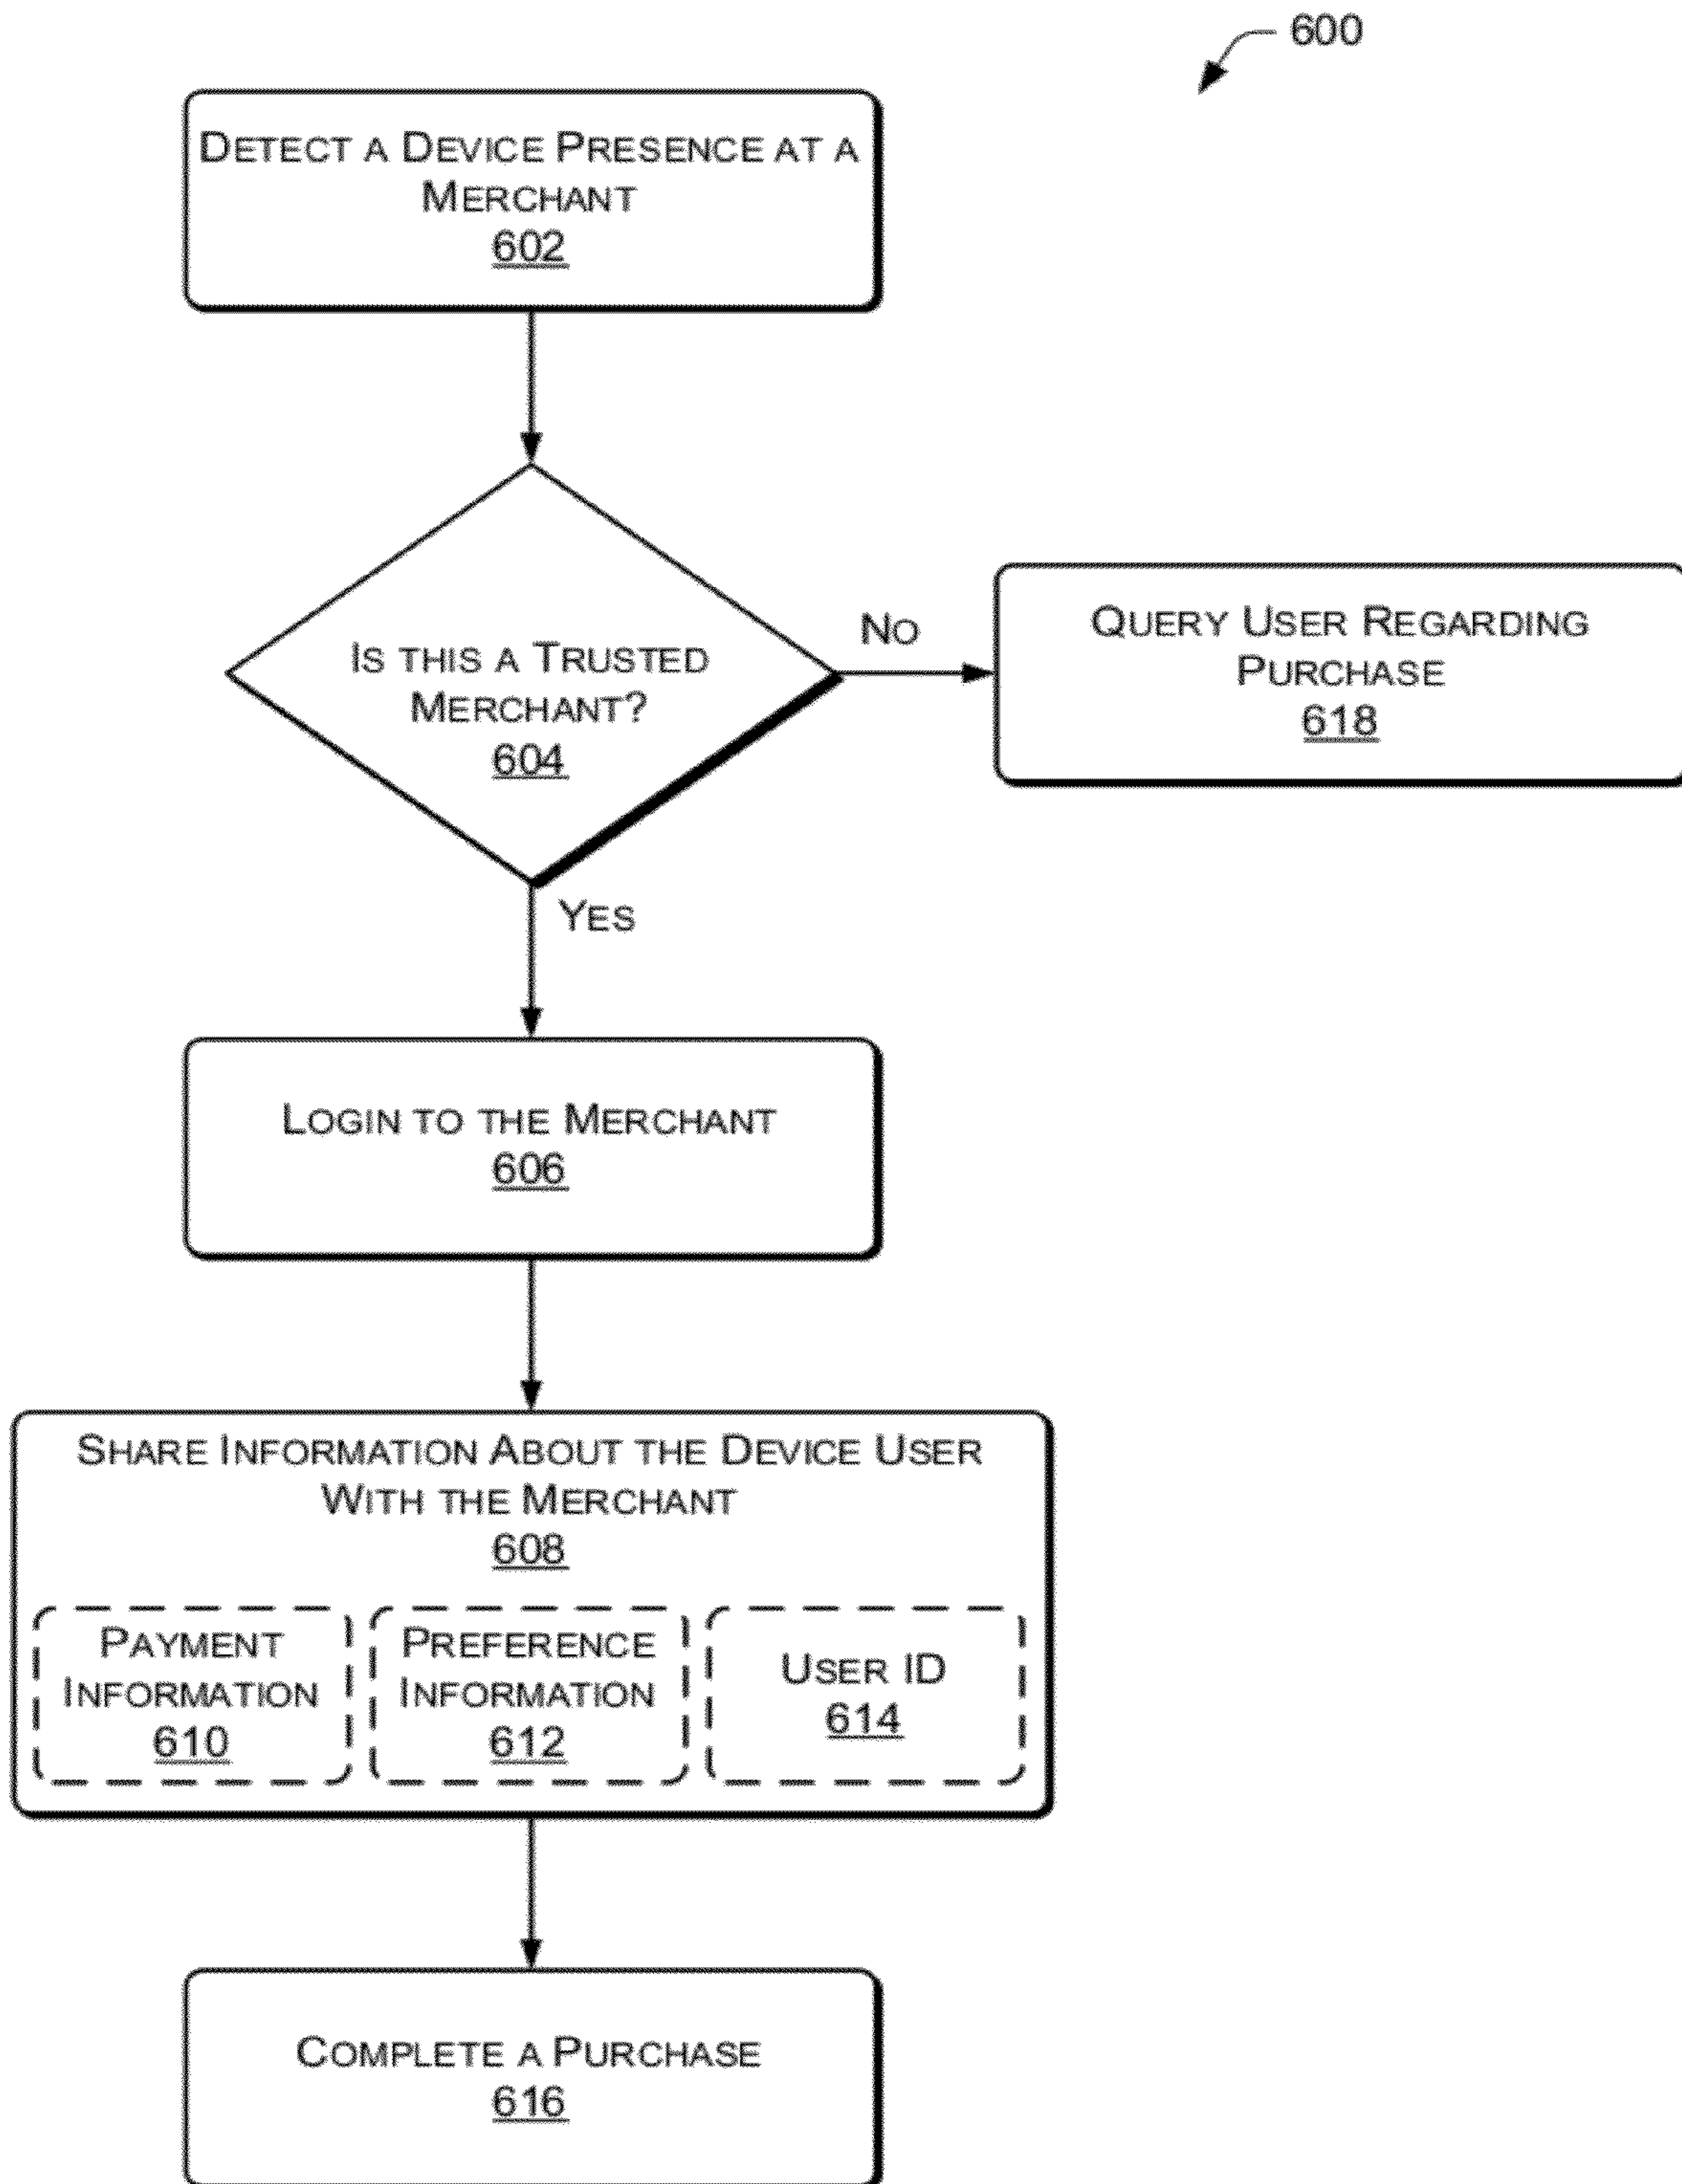 600
DETECT A DEVICE PRESENCE AT A
MERCHANT
602
IS THIS A TRUSTED
MERCHANT?
604
NO
QUERY USER REGARDING
PURCHASE
618
YES
LOGIN TO THE MERCHANT
606
SHARE INFORMATION ABOUT THE DEVICE USER
WITH THE MERCHANT
608
PAYMENT
INFORMATION
610
PREFERENCE
INFORMATION
612
USER ID
614
COMPLETE A PURCHASE
616